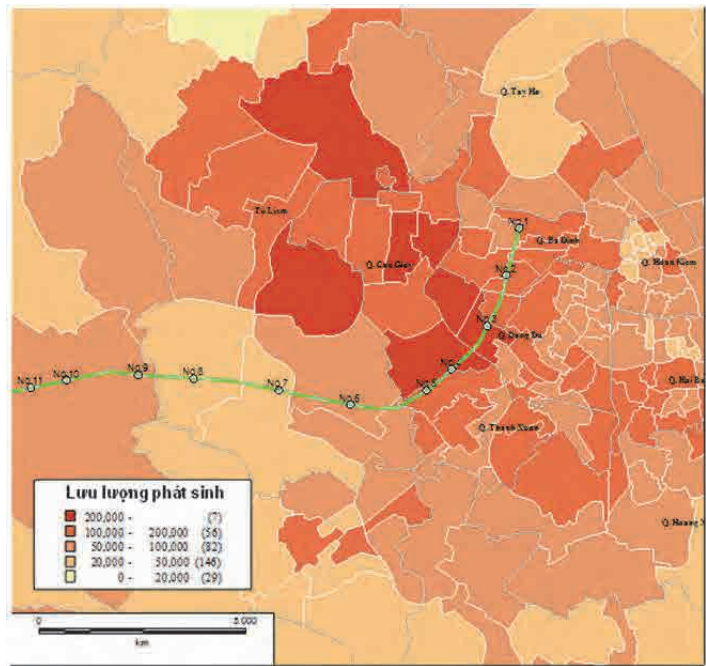 Q. Tay Ho
Tu Liem
No.1
Q. Ba Dinh
Q. Cau Giay
No.2
Q. Hoan Kiem
No.3
Q. Dong Da
No.11
No.10
No.9
No.8
No.7
No.6
No.5
Q. Hai Ba
Q. Thanh Xuan
Q. Hoang
Lưu lượng phát sinh
200,000 - (7)
100,000 - 200,000 (56)
50,000 - 100,000 (82)
20,000 - 50,000 (146)
0 - 20,000 (29)
0 5.000
km